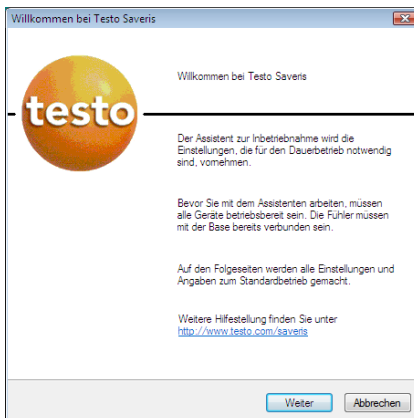 Willkommen bei Testo Saveris
Willkommen bei Testo Saveris
testo
Der Assistent zur Inbetriebnahme wird die
Einstellungen, die für den Dauerbetrieb notwendig
sind, vornehmen.
Bevor Sie mit dem Assistenten arbeiten, müssen
alle Geräte betriebsbereit sein. Die Fühler müssen
mit der Base bereits verbunden sein.
Auf den Folgeseiten werden alle Einstellungen und
Angaben zum Standardbetrieb gemacht.
Weitere Hilfestellung finden Sie unter
http://www.testo.com/saveris
Weiter
Abbrechen